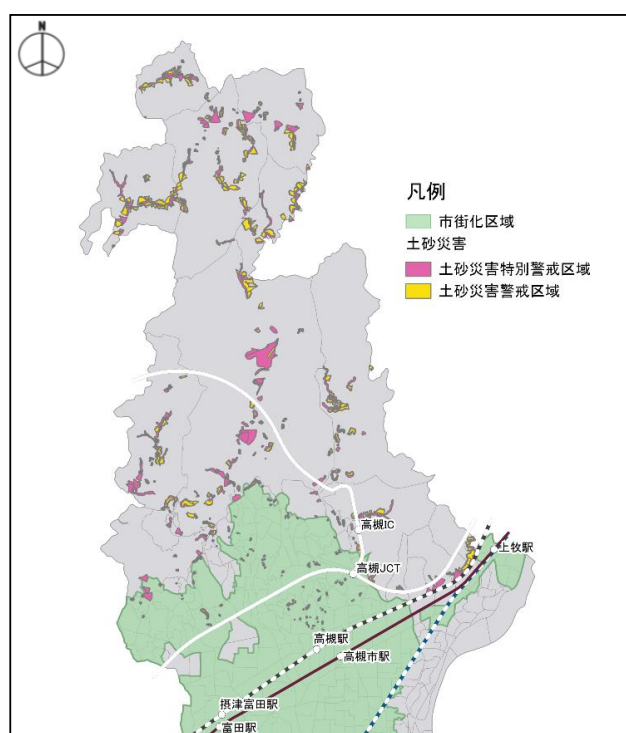 N
凡例
市街化区域
土砂災害
土砂災害特別警戒区域
土砂災害警戒区域
高槻IC
上牧駅
高槻JCT
高槻駅
高槻市駅
摂津富田駅
富田駅